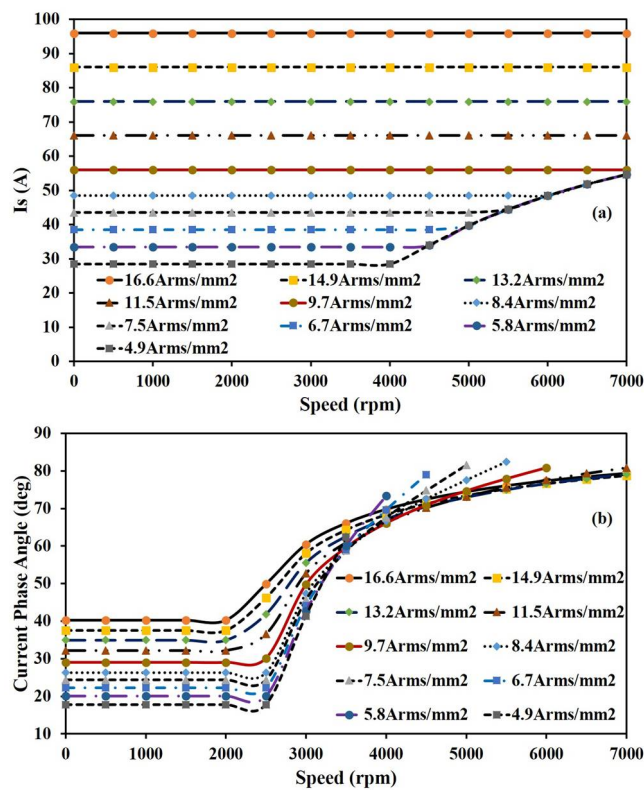 100
90
80
70
60
50
40
30
20
10
0
Is (A)
(a)
16.6Arms/mm2 14.9Arms/mm2 13.2Arms/mm2
11.5Arms/mm2 9.7Arms/mm2 8.4Arms/mm2
7.5Arms/mm2 6.7Arms/mm2 5.8Arms/mm2
4.9Arms/mm2
0 1000 2000 3000 4000 5000 6000 7000
Speed (rpm)
90
80
70
60
50
40
30
20
10
Current Phase Angle (deg)
(b)
16.6Arms/mm2 14.9Arms/mm2
13.2Arms/mm2 11.5Arms/mm2
9.7Arms/mm2 8.4Arms/mm2
7.5Arms/mm2 6.7Arms/mm2
5.8Arms/mm2 4.9Arms/mm2
0 1000 2000 3000 4000 5000 6000 7000
Speed (rpm)